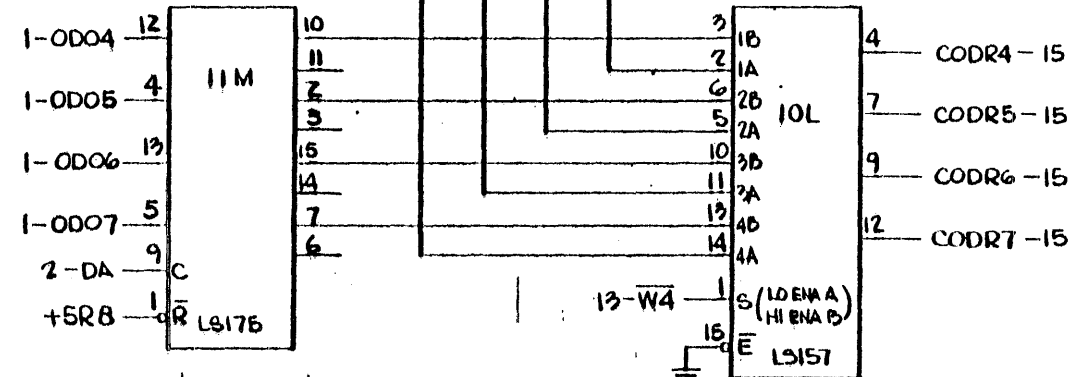 1-OD04 12 10 3 1B 4 CODR4-15
11 2 1A
11M
1-OD05 4 2 6 2B 10L 7 CODR5-15
3 5 2A
1-OD06 13 15 10 3B 9 CODR6-15
14 11 3A
1-OD07 5 7 13 4B 12 CODR7-15
6 14 4A
2-DA 9 C
13-W4 1 S (LO ENA A
HI ENA B)
+5R8 1 R LS175
15 E LS157